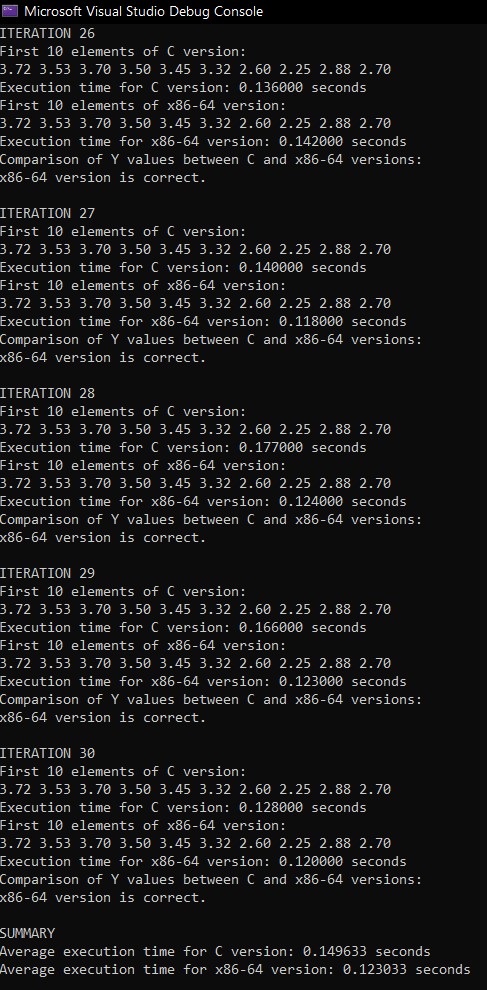 Microsoft Visual Studio Debug Console
ITERATION 26
First 10 elements of C version:
3.72 3.53 3.70 3.50 3.45 3.32 2.60 2.25 2.88 2.70
Execution time for C version: 0.136000 seconds
First 10 elements of x86-64 version:
3.72 3.53 3.70 3.50 3.45 3.32 2.60 2.25 2.88 2.70
Execution time for x86-64 version: 0.142000 seconds
Comparison of Y values between C and x86-64 versions:
x86-64 version is correct.
ITERATION 27
First 10 elements of C version:
3.72 3.53 3.70 3.50 3.45 3.32 2.60 2.25 2.88 2.70
Execution time for C version: 0.140000 seconds
First 10 elements of x86-64 version:
3.72 3.53 3.70 3.50 3.45 3.32 2.60 2.25 2.88 2.70
Execution time for x86-64 version: 0.118000 seconds
Comparison of Y values between C and x86-64 versions:
x86-64 version is correct.
ITERATION 28
First 10 elements of C version:
3.72 3.53 3.70 3.50 3.45 3.32 2.60 2.25 2.88 2.70
Execution time for C version: 0.177000 seconds
First 10 elements of x86-64 version:
3.72 3.53 3.70 3.50 3.45 3.32 2.60 2.25 2.88 2.70
Execution time for x86-64 version: 0.124000 seconds
Comparison of Y values between C and x86-64 versions:
x86-64 version is correct.
ITERATION 29
First 10 elements of C version:
3.72 3.53 3.70 3.50 3.45 3.32 2.60 2.25 2.88 2.70
Execution time for C version: 0.166000 seconds
First 10 elements of x86-64 version:
3.72 3.53 3.70 3.50 3.45 3.32 2.60 2.25 2.88 2.70
Execution time for x86-64 version: 0.123000 seconds
Comparison of Y values between C and x86-64 versions:
x86-64 version is correct.
ITERATION 30
First 10 elements of C version:
3.72 3.53 3.70 3.50 3.45 3.32 2.60 2.25 2.88 2.70
Execution time for C version: 0.128000 seconds
First 10 elements of x86-64 version:
3.72 3.53 3.70 3.50 3.45 3.32 2.60 2.25 2.88 2.70
Execution time for x86-64 version: 0.120000 seconds
Comparison of Y values between C and x86-64 versions:
x86-64 version is correct.
SUMMARY
Average execution time for C version: 0.149633 seconds
Average execution time for x86-64 version: 0.123033 seconds